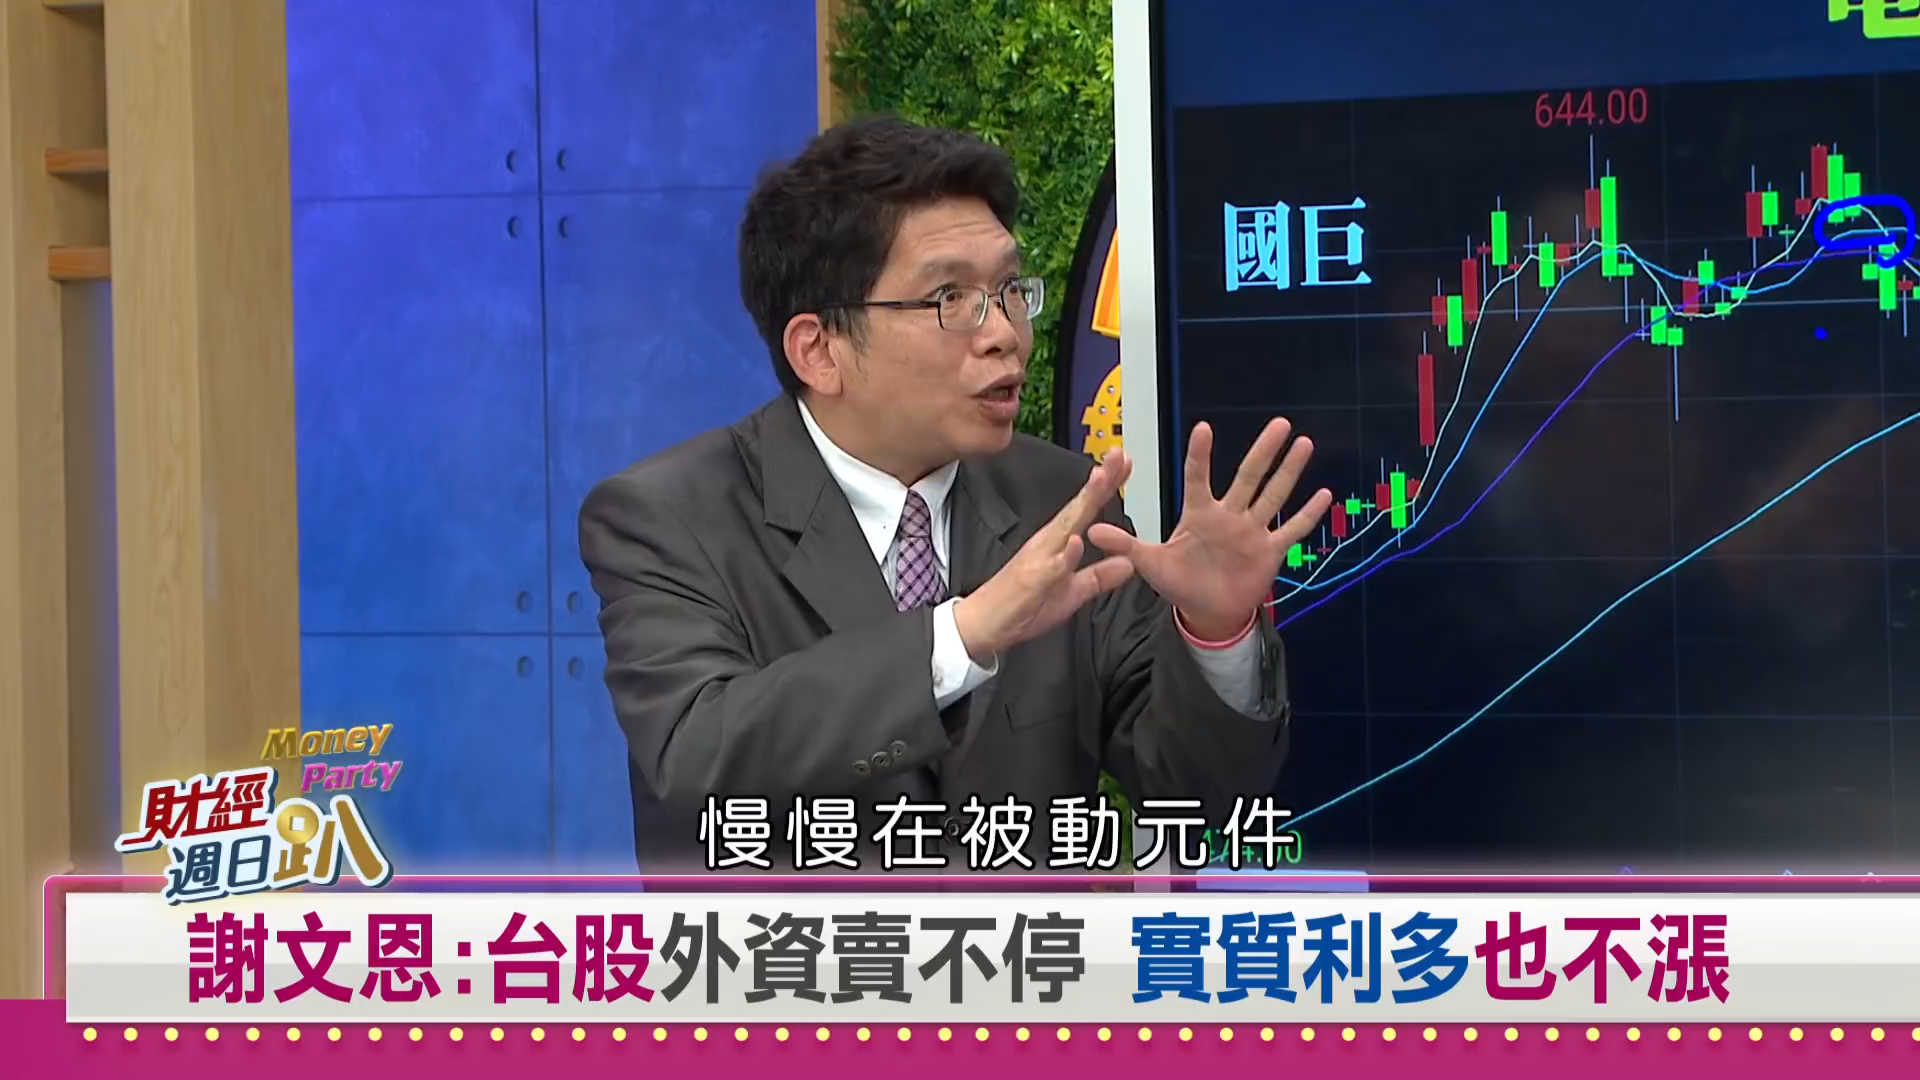 644.00
國巨
Money
Party
財經
週日趴
慢慢在被動元件
謝文恩:台股外資賣不停 實質利多也不漲